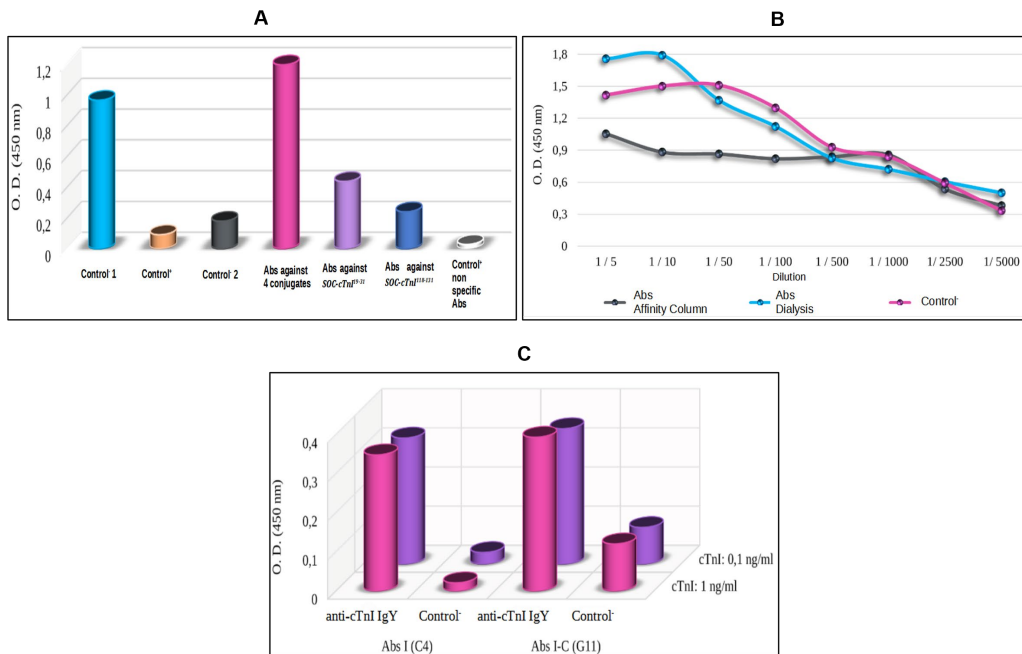 A
O. D. (450 nm)
1,2
1
0,8
0,6
0,4
0,2
0
Control⁻ 1
Control⁺
Control⁻ 2
Abs against
4 conjugates
Abs against
SOC-cTnI¹⁹⁻³¹
Abs against
SOC-cTnI¹¹⁸⁻¹³¹
Control⁺
non
specific
Abs
B
O. D. (450 nm)
1,8
1,5
1,2
0,9
0,6
0,3
0
1 / 5
1 / 10
1 / 50
1 / 100
1 / 500
1 / 1000
1/ 2500
1/ 5000
Dilution
Abs
Affinity Column
Abs
Dialysis
Control⁻
C
O. D. (450 nm)
0,4
0,3
0,2
0,1
0
cTnI: 0,1 ng/ml
cTnI: 1 ng/ml
anti-cTnI IgY
Control⁻
anti-cTnI IgY
Control⁻
Abs I (C4)
Abs I-C (G11)